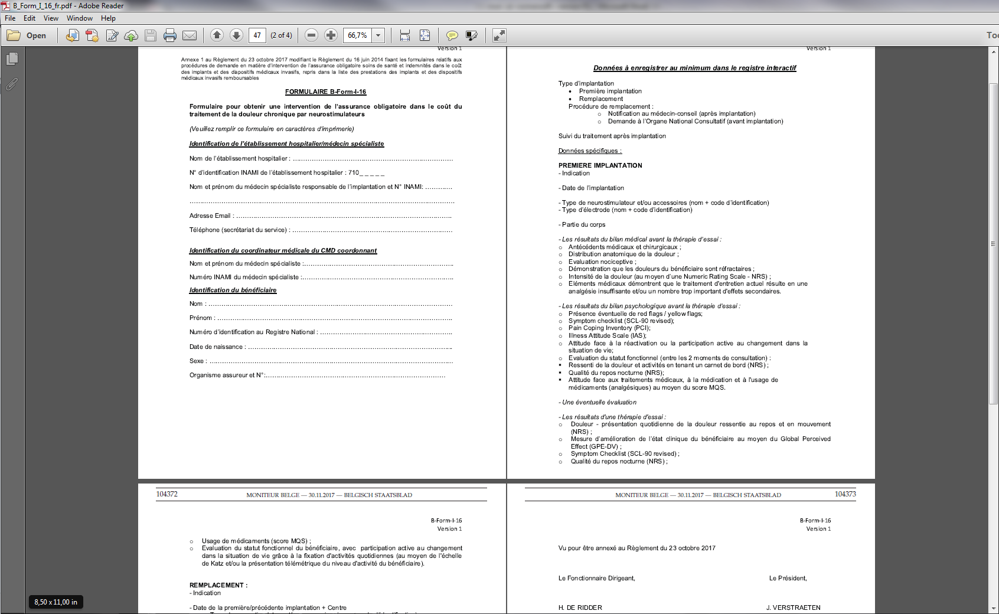 B_Form_I_16_fr.pdf - Adobe Reader
File Edit View Window Help
Open 47 (2 of 4) 66,7%
Version 1
Annexe 1 au Règlement du 23 octobre 2017 modifiant le Règlement du 16 juin 2014 fixant les formulaires relatifs aux
procédures de demande en matière d'intervention de l'assurance obligatoire soins de santé et indemnités dans le coût
des implants et des dispositifs médicaux invasifs, repris dans la liste des prestations des implants et des dispositifs
médicaux invasifs remboursables
FORMULAIRE B-Form-I-16
Formulaire pour obtenir une intervention de l'assurance obligatoire dans le coût du
traitement de la douleur chronique par neurostimulateurs
(Veuillez remplir ce formulaire en caractères d'imprimerie)
Identification de l'établissement hospitalier/médecin spécialiste
Nom de l'établissement hospitalier : ……………………………………………………………………
N° d'identification INAMI de l'établissement hospitalier : 710_ _ _ _ _
Nom et prénom du médecin spécialiste responsable de l'implantation et N° INAMI: ………….
……………………………………………………………………………………………………………………
Adresse Email : ……………………………………………………………………………………………..
Téléphone (secrétariat du service) : ……………………………………………………………………
Identification du coordinateur médicale du CMD coordonnant
Nom et prénom du médecin spécialiste :………………………………………………………………..
Numéro INAMI du médecin spécialiste :…………………………………………………………………
Identification du bénéficiaire
Nom : …………………………………………………………………………………………………………
Prénom : ……………………………………………………………………………………………………..
Numéro d'identification au Registre National : ………………………………………………………..
Date de naissance : ………………………………………………………………………………………..
Sexe : …………………………………………………………………………………………………………
Organisme assureur et N°:……………………………………………………………………………
Version 1
Données à enregistrer au minimum dans le registre interactif
Type d'implantation
• Première implantation
• Remplacement
Procédure de remplacement :
o Notification au médecin-conseil (après implantation)
o Demande à l'Organe National Consultatif (avant implantation)
Suivi du traitement après implantation
Données spécifiques :
PREMIERE IMPLANTATION
- Indication
- Date de l'implantation
- Type de neurostimulateur et/ou accessoires (nom + code d'identification)
- Type d'électrode (nom + code d'identification)
- Partie du corps
- Les résultats du bilan médical avant la thérapie d'essai :
o Antécédents médicaux et chirurgicaux ;
o Distribution anatomique de la douleur ;
o Evaluation nociceptive ;
o Démonstration que les douleurs du bénéficiaire sont réfractaires ;
o Intensité de la douleur (au moyen d'une Numeric Rating Scale - NRS) ;
o Eléments médicaux démontrent que le traitement d'entretien actuel résulte en une
analgésie insuffisante et/ou un nombre trop important d'effets secondaires.
- Les résultats du bilan psychologique avant la thérapie d'essai :
o Présence éventuelle de red flags / yellow flags;
o Symptom checklist (SCL-90 revised);
o Pain Coping Inventory (PCI);
o Illness Attitude Scale (IAS);
o Attitude face à la réactivation ou la participation active au changement dans la
situation de vie;
o Evaluation du statut fonctionnel (entre les 2 moments de consultation) :
▪ Ressenti de la douleur et activités en tenant un carnet de bord (NRS) ;
▪ Qualité du repos nocturne (NRS);
▪ Attitude face aux traitements médicaux, à la médication et à l'usage de
médicaments (analgésiques) au moyen du score MQS.
- Une éventuelle évaluation
- Les résultats d'une thérapie d'essai :
o Douleur - présentation quotidienne de la douleur ressentie au repos et en mouvement
(NRS) ;
o Mesure d'amélioration de l'état clinique du bénéficiaire au moyen du Global Perceived
Effect (GPE-DV) ;
o Symptom Checklist (SCL-90 revised) ;
o Qualité du repos nocturne (NRS) ;
104372 MONITEUR BELGE — 30.11.2017 — BELGISCH STAATSBLAD
B-Form-I-16
Version 1
o Usage de médicaments (score MQS) ;
o Evaluation du statut fonctionnel du bénéficiaire, avec participation active au changement
dans la situation de vie grâce à la fixation d'activités quotidiennes (au moyen de l'échelle
de Katz et/ou la présentation télémétrique du niveau d'activité du bénéficiaire).
REMPLACEMENT :
- Indication
- Date de la première/précédente implantation + Centre
MONITEUR BELGE — 30.11.2017 — BELGISCH STAATSBLAD 104373
B-Form-I-16
Version 1
Vu pour être annexé au Règlement du 23 octobre 2017
Le Fonctionnaire Dirigeant, Le Président,
H. DE RIDDER J. VERSTRAETEN
8,50 x 11,00 in